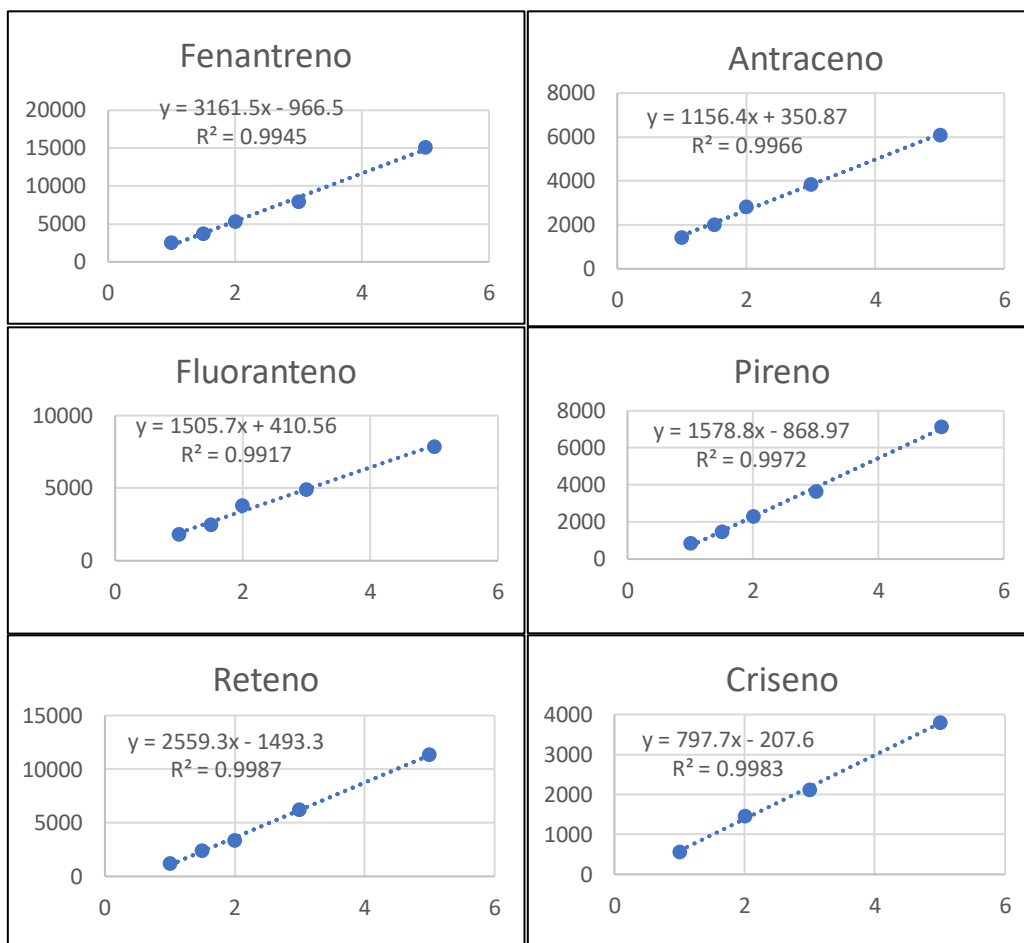 Fenantreno
y = 3161.5x - 966.5
R² = 0.9945
20000
15000
10000
5000
0
0 2 4 6
Antraceno
y = 1156.4x + 350.87
R² = 0.9966
8000
6000
4000
2000
0
0 2 4 6
Fluoranteno
y = 1505.7x + 410.56
R² = 0.9917
10000
5000
0
0 2 4 6
Pireno
y = 1578.8x - 868.97
R² = 0.9972
8000
6000
4000
2000
0
0 2 4 6
Reteno
y = 2559.3x - 1493.3
R² = 0.9987
15000
10000
5000
0
0 2 4 6
Criseno
y = 797.7x - 207.6
R² = 0.9983
4000
3000
2000
1000
0
0 2 4 6